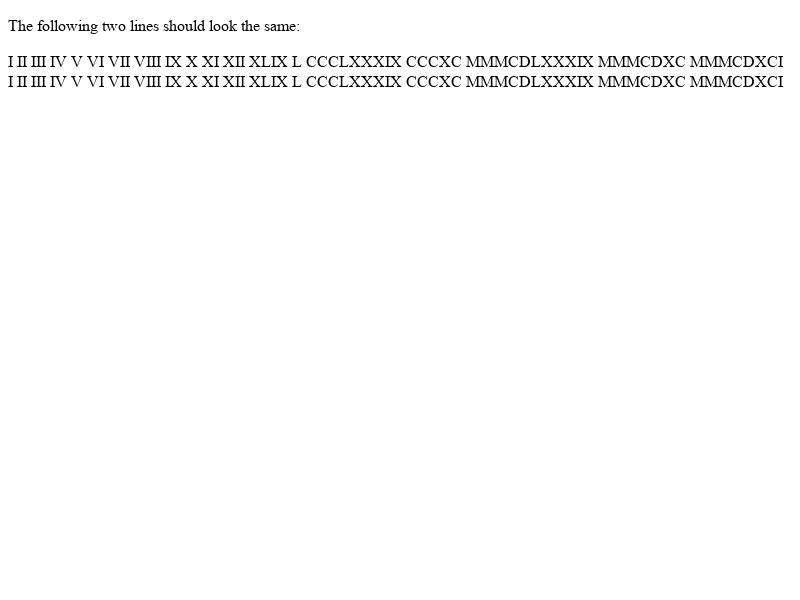 The following two lines should look the same:
I II III IV V VI VII VIII IX X XI XII XLIX L CCCLXXXIX CCCXC MMMCDLXXXIX MMMCDXC MMMCDXCI
I II III IV V VI VII VIII IX X XI XII XLIX L CCCLXXXIX CCCXC MMMCDLXXXIX MMMCDXC MMMCDXCI